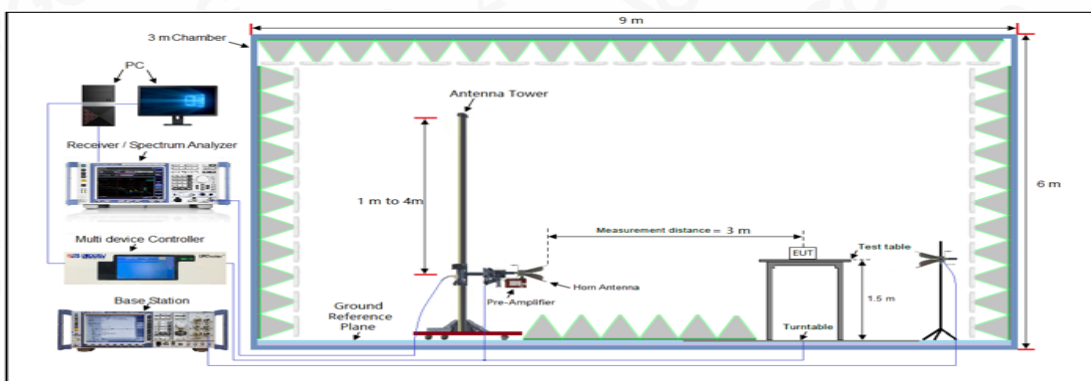 9 m
3 m Chamber
PC
Antenna Tower
Receiver / Spectrum Analyzer
1 m to 4m
6 m
Measurement distance = 3 m
Multi device Controller
EUT
Test table
Horn Antenna
Pre-Amplifier
1.5 m
Base Station
Ground
Reference
Plane
Turntable